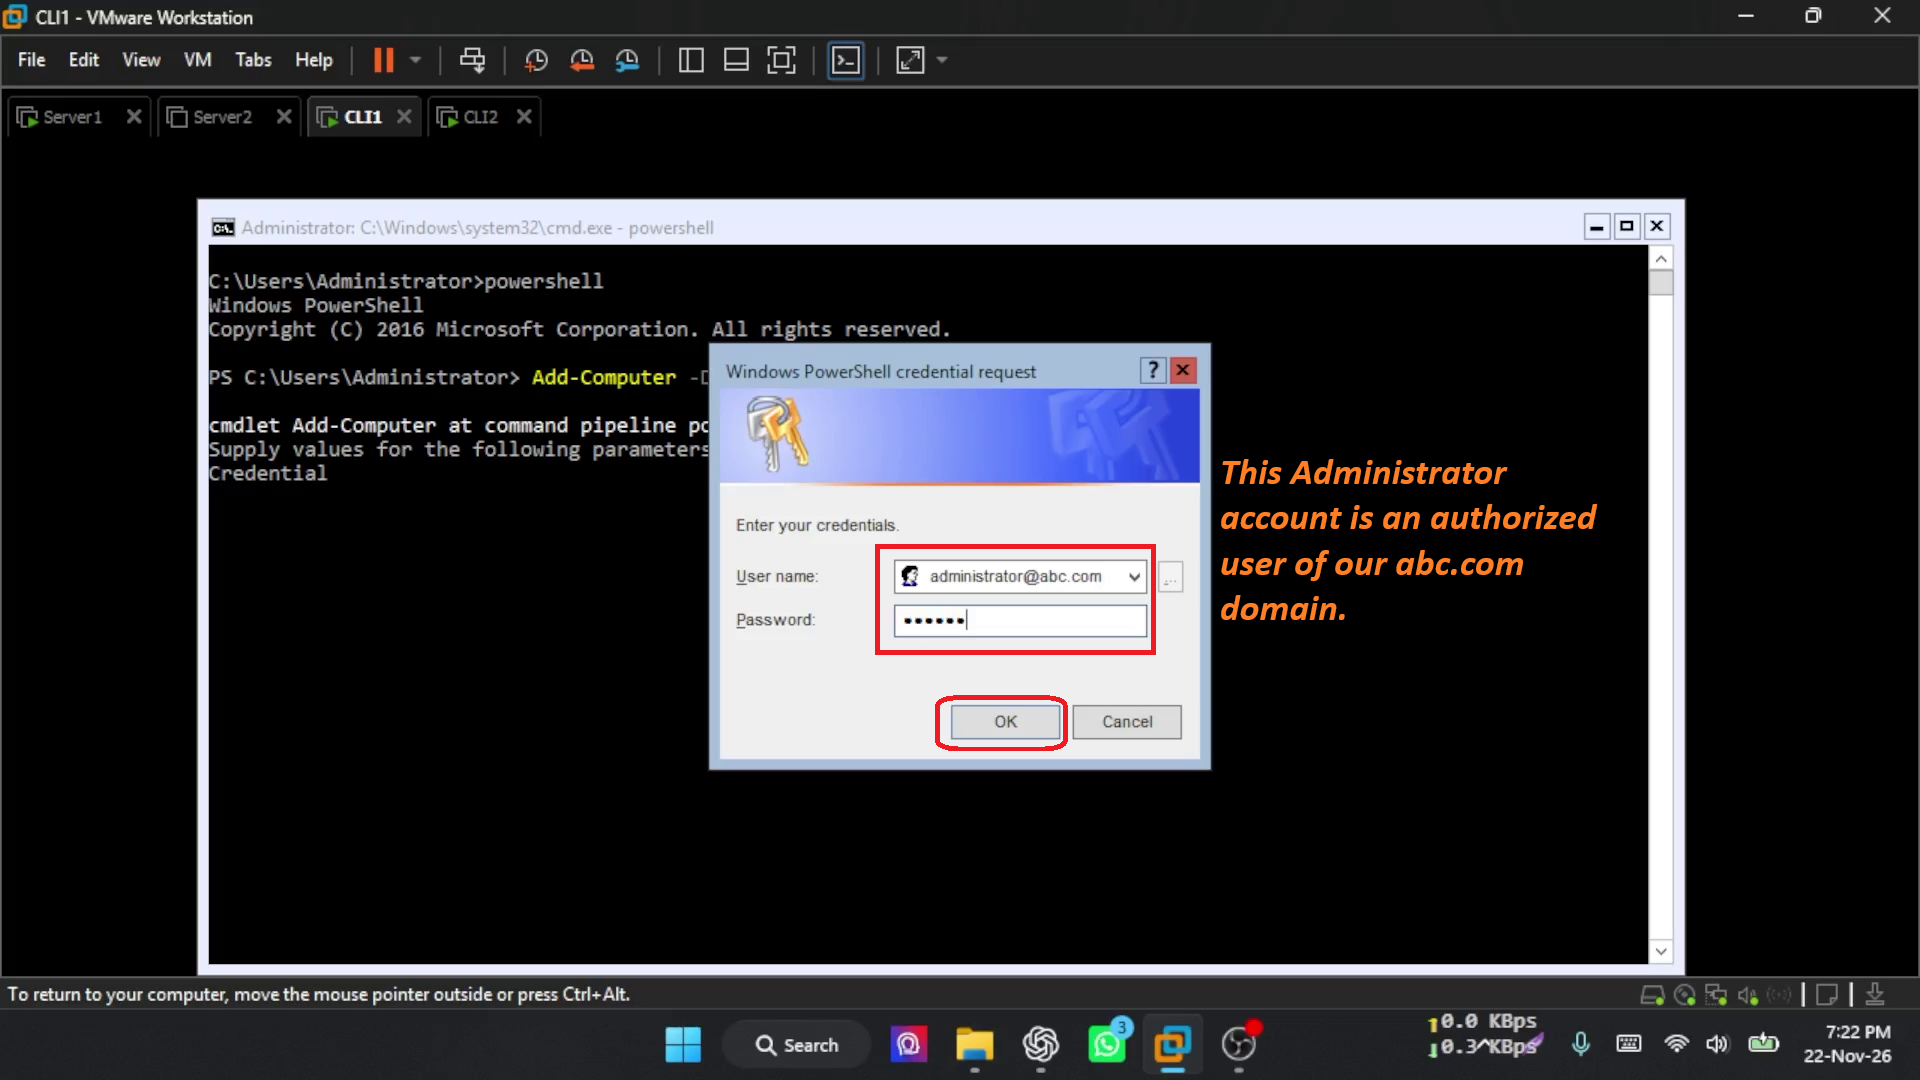 CLI1 - VMware Workstation
File Edit View VM Tabs Help
Server1 Server2 CLI1 CLI2
Administrator: C:\Windows\system32\cmd.exe - powershell
C:\Users\Administrator>powershell
Windows PowerShell
Copyright (C) 2016 Microsoft Corporation. All rights reserved.
PS C:\Users\Administrator> Add-Computer -D
cmdlet Add-Computer at command pipeline po
Supply values for the following parameters
Credential
Windows PowerShell credential request
?
Enter your credentials.
User name: administrator@abc.com ...
Password: ••••••
OK Cancel
This Administrator
account is an authorized
user of our abc.com
domain.
To return to your computer, move the mouse pointer outside or press Ctrl+Alt.
Search
3
0.0 KBps
0.3 KBps
7:22 PM
22-Nov-26